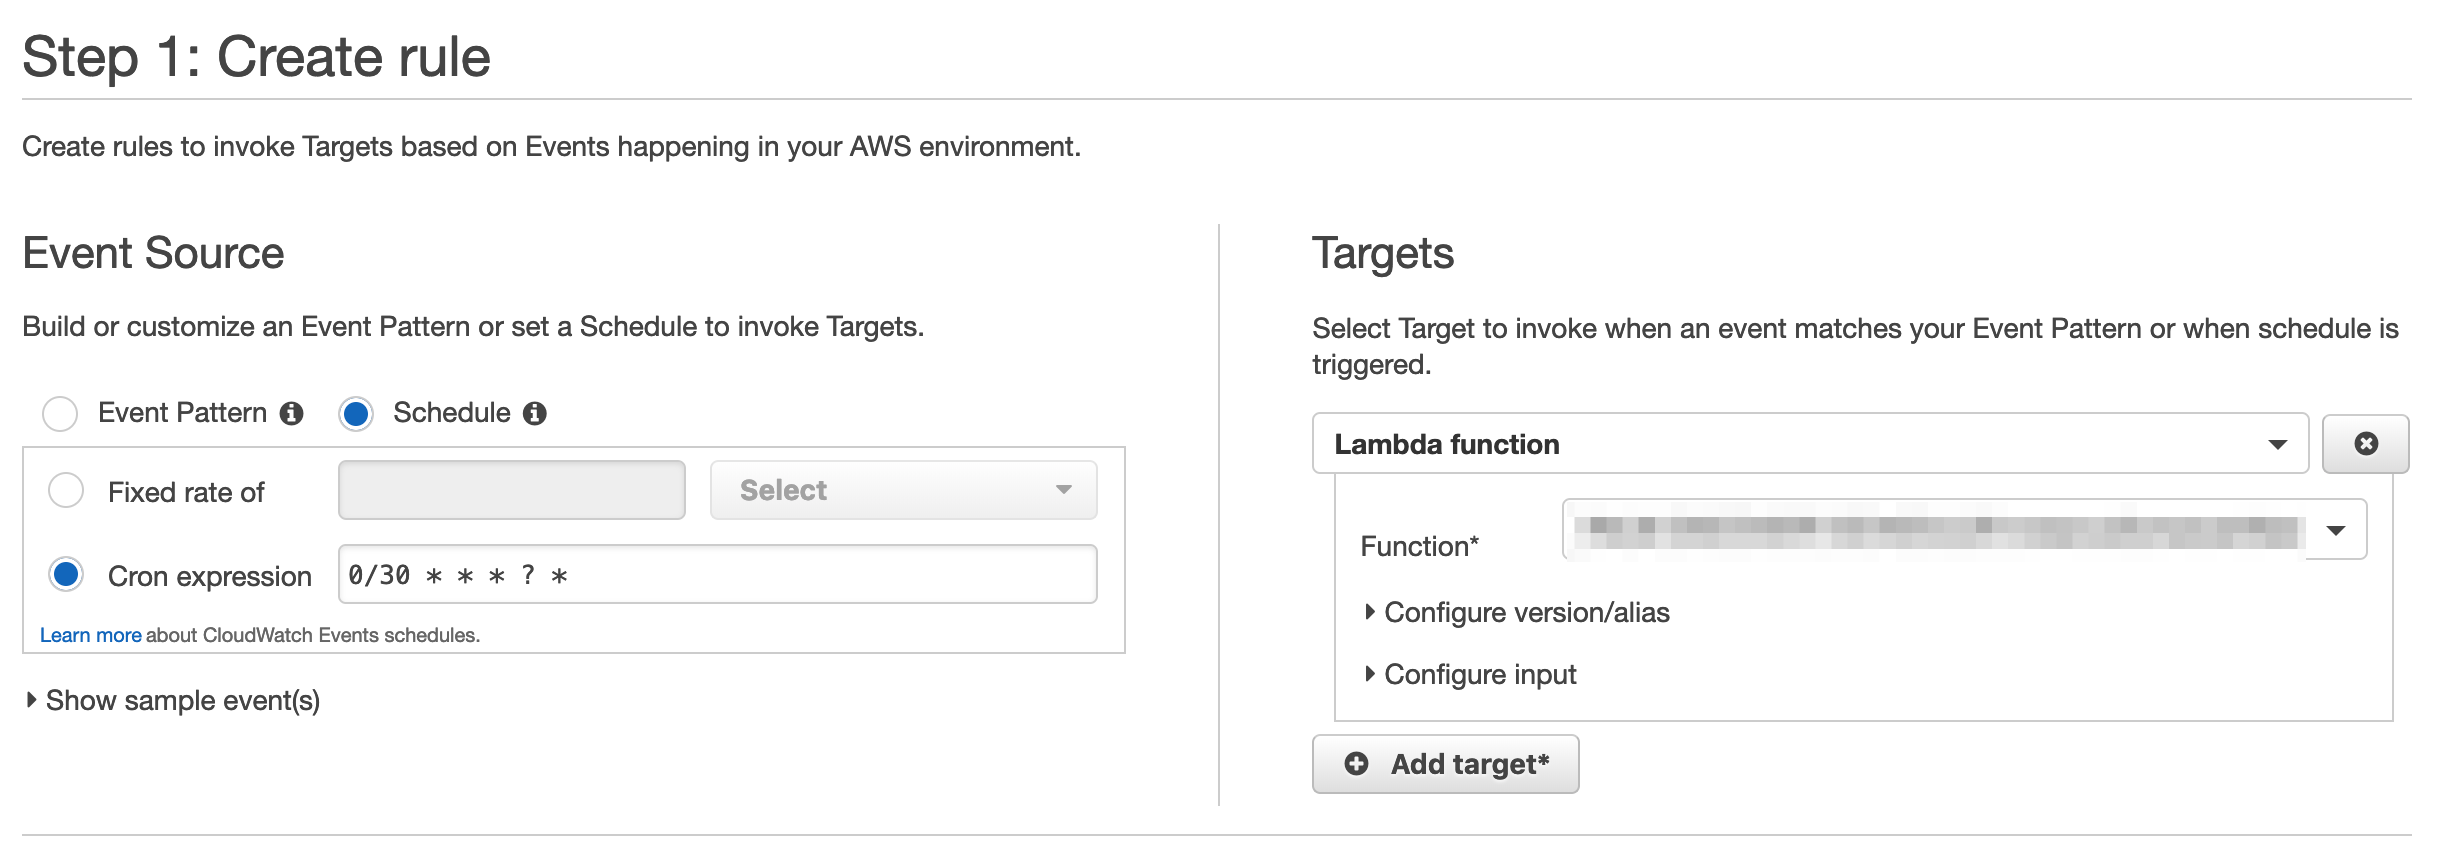 Step 1: Create rule
Create rules to invoke Targets based on Events happening in your AWS environment.
Event Source
Build or customize an Event Pattern or set a Schedule to invoke Targets.
Event Pattern Schedule
Fixed rate of Select
Cron expression 0/30 * * * ? *
Learn more about CloudWatch Events schedules.
Show sample event(s)
Targets
Select Target to invoke when an event matches your Event Pattern or when schedule is
triggered.
Lambda function
Function*
Configure version/alias
Configure input
Add target*